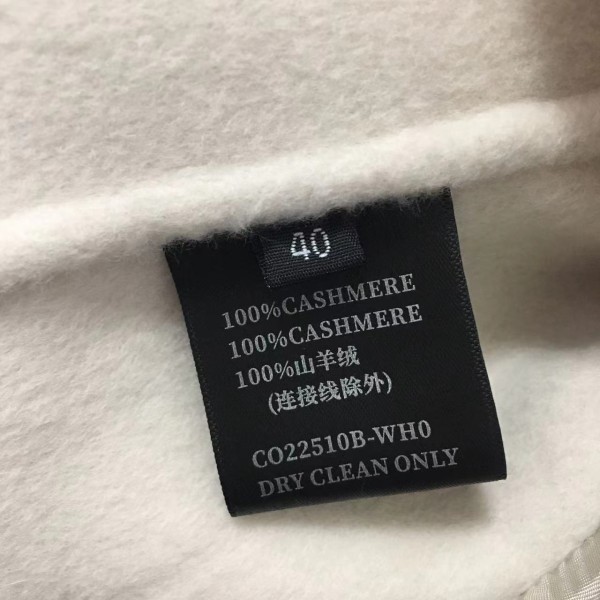 40
100%CASHMERE
100%CASHMERE
100%山羊绒
(连接线除外)
CO22510B-WH0
DRY CLEAN ONLY